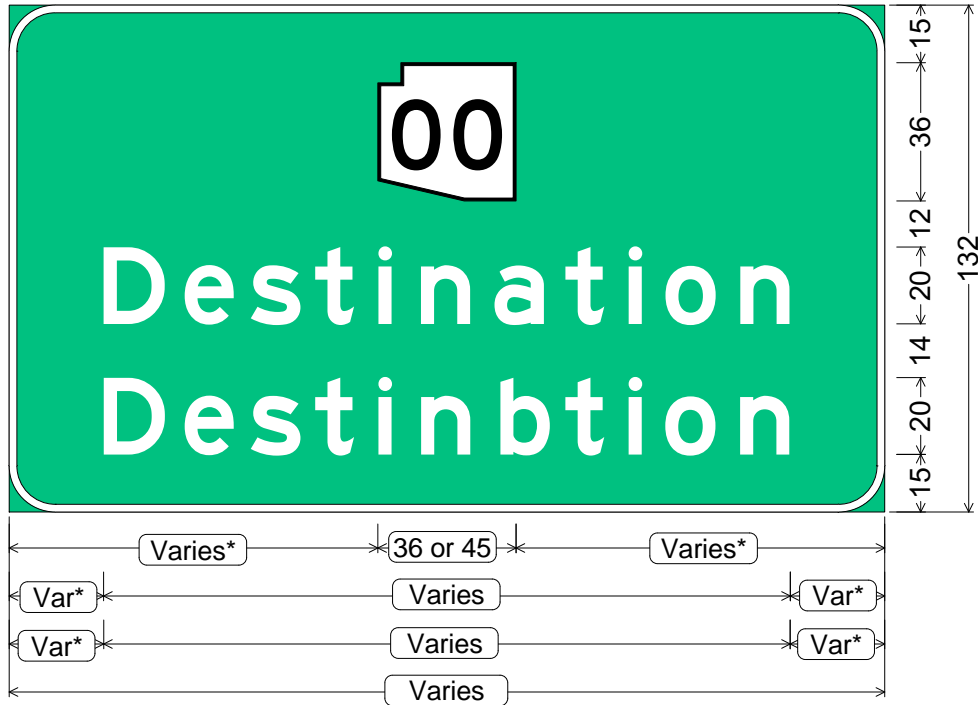 00
Destination
Destinbtion
15
36
12
20
14
20
15
132
Varies*
36 or 45
Varies*
Var*
Varies
Var*
Var*
Varies
Var*
Varies